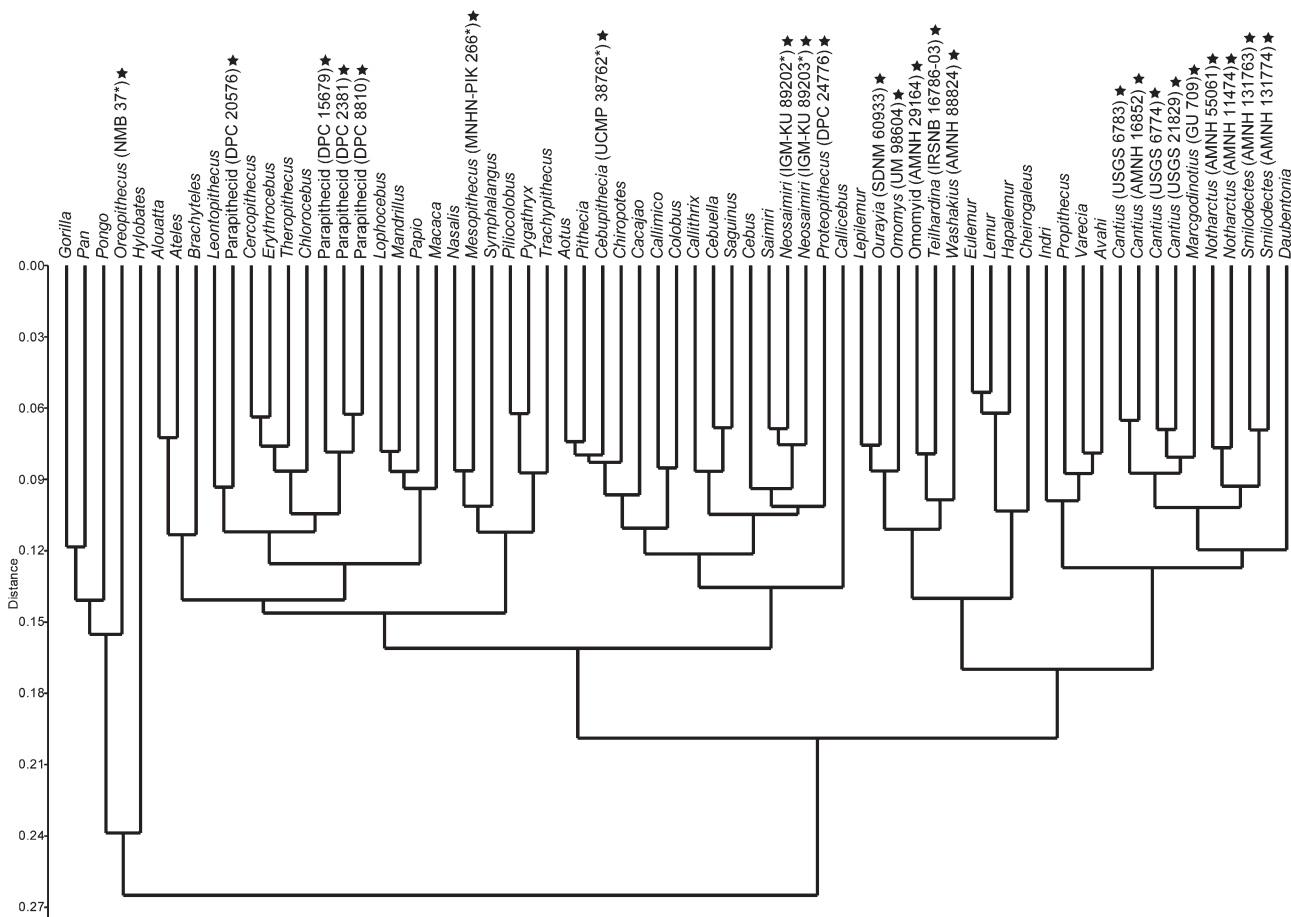 Gorilla
Pan
Pongo
Oreopithecus (NMB 37*)★
Hylobates
Alouatta
Ateles
Brachyteles
Leontopithecus
Parapithecid (DPC 20576)★
Cercopithecus
Erythrocebus
Theropithecus
Chlorocebus
Parapithecid (DPC 15679)★
Parapithecid (DPC 2381)★
Parapithecid (DPC 8810)★
Lophocebus
Mandrillus
Papio
Macaca
Nasalis
Mesopithecus (MNHN-PIK 266*)★
Symphalangus
Piliocolobus
Pygathryx
Trachypithecus
Aotus
Pithecia
Cebupithecia (UCMP 38762*)★
Chiropotes
Cacajao
Callimico
Colobus
Callithrix
Cebuella
Saguinus
Cebus
Saimiri
Neosaimiri (IGM-KU 89202*)★
Neosaimiri (IGM-KU 89203*)★
Proteopithecus (DPC 24776)★
Callicebus
Lepilemur
Ourayia (SDNM 60933)★
Omomys (UM 98604)★
Omomyid (AMNH 29164)★
Teilhardina (IRSNB 16786-03)★
Washakius (AMNH 88824)★
Eulemur
Lemur
Hapalemur
Cheirogaleus
Indri
Propithecus
Varecia
Avahi
Cantius (USGS 6783)★
Cantius (AMNH 16852)★
Cantius (USGS 6774)★
Cantius (USGS 21829)★
Marcgodinotius (GU 709)★
Notharctus (AMNH 55061)★
Notharctus (AMNH 11474)★
Smilodectes (AMNH 131763)★
Smilodectes (AMNH 131774)★
Daubentonia
0.00
0.03
0.06
0.09
0.12
0.15
0.18
0.21
0.24
0.27
Distance